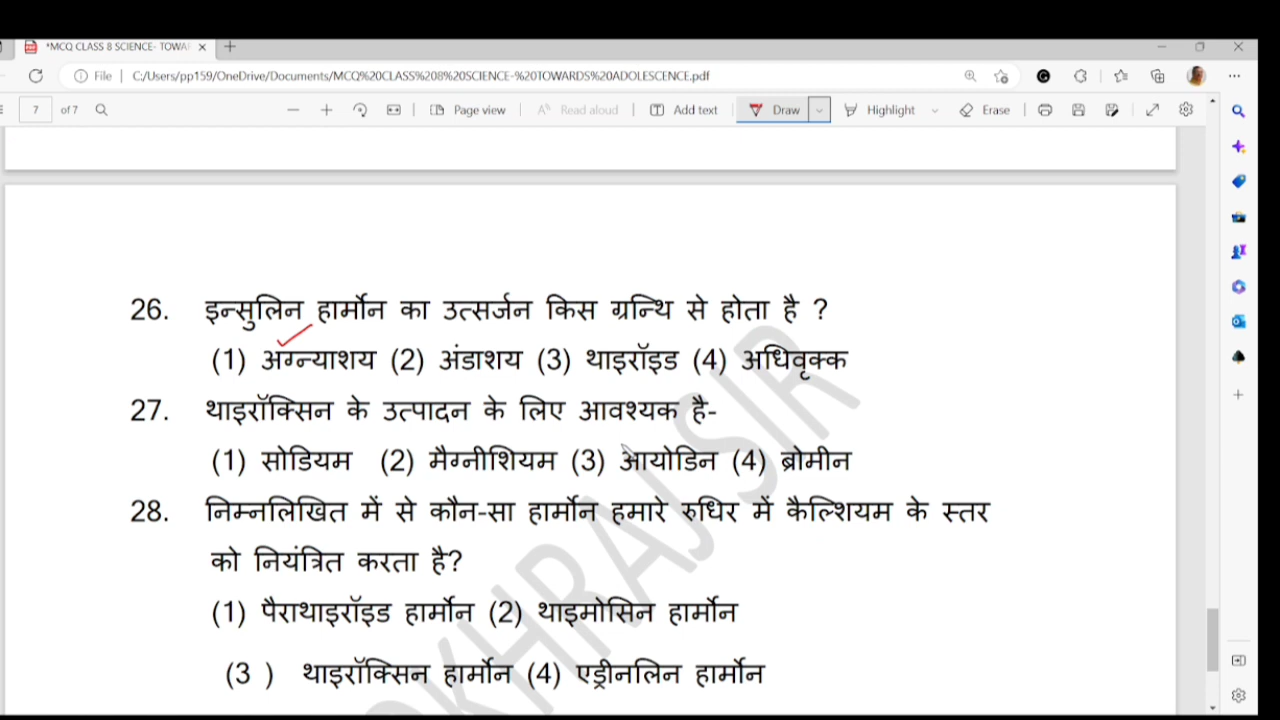 *MCQ CLASS 8 SCIENCE- TOWAR
File C:/Users/pp159/OneDrive/Documents/MCQ%20CLASS%208%20SCIENCE-%20TOWARDS%20ADOLESCENCE.pdf
7 of 7 Page view Read aloud Add text Draw Highlight Erase
26. इन्सुलिन हार्मोन का उत्सर्जन किस ग्रन्थि से होता है ?
(1) अग्न्याशय (2) अंडाशय (3) थाइरॉइड (4) अधिवृक्क
27. थाइरॉक्सिन के उत्पादन के लिए आवश्यक है-
(1) सोडियम (2) मैग्नीशियम (3) आयोडिन (4) ब्रोमीन
28. निम्नलिखित में से कौन-सा हार्मोन हमारे रुधिर में कैल्शियम के स्तर
को नियंत्रित करता है?
(1) पैराथाइरॉइड हार्मोन (2) थाइमोसिन हार्मोन
(3 ) थाइरॉक्सिन हार्मोन (4) एड्रीनलिन हार्मोन
SIR